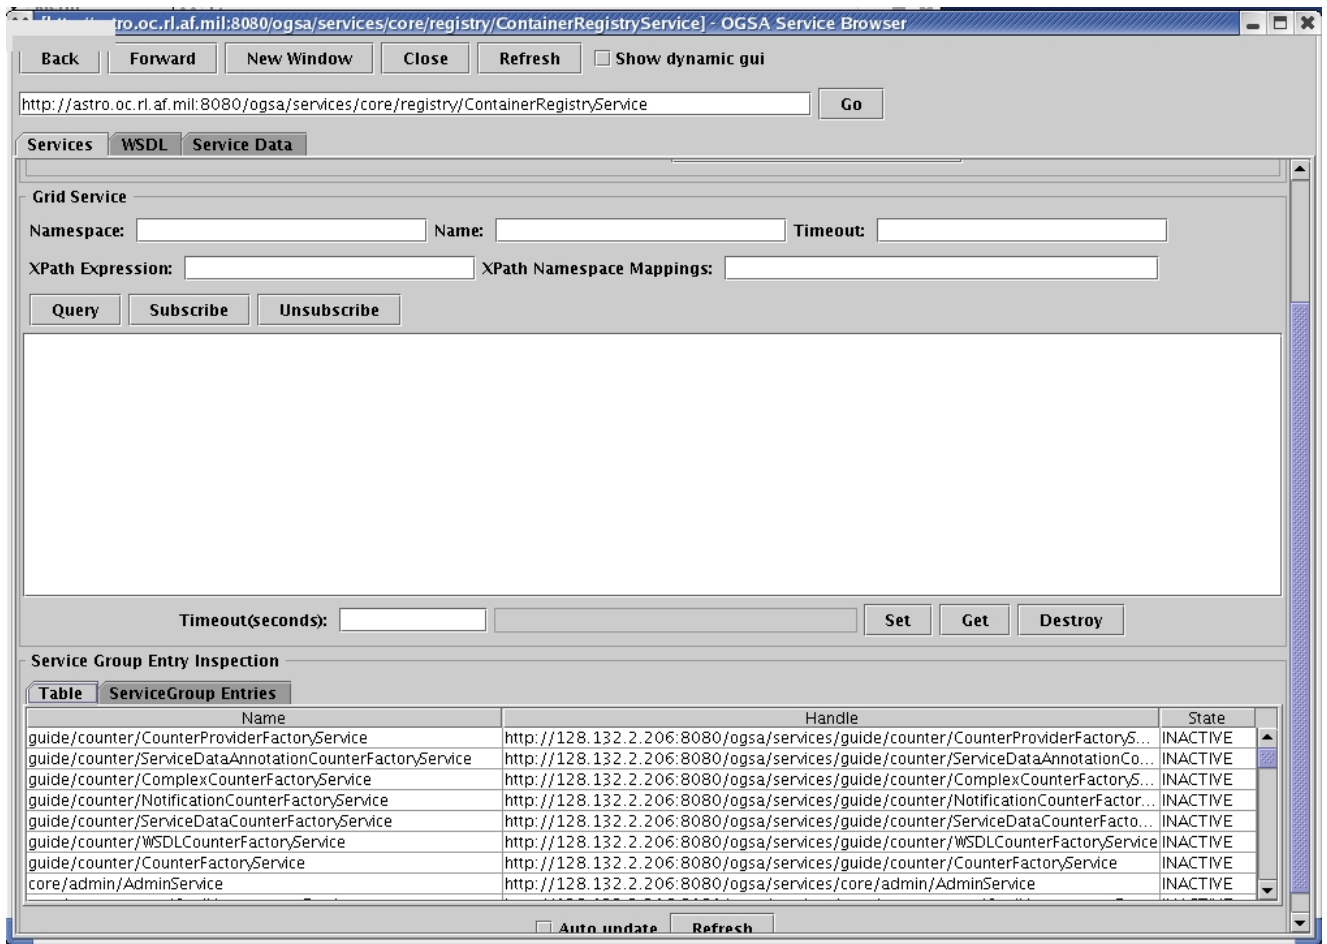 tro.oc.rl.af.mil:8080/ogsa/services/core/registry/ContainerRegistryService] - OGSA Service Browser
Back Forward New Window Close Refresh Show dynamic gui
http://astro.oc.rl.af.mil:8080/ogsa/services/core/registry/ContainerRegistryService Go
Services WSDL Service Data
Grid Service
Namespace: Name: Timeout:
XPath Expression: XPath Namespace Mappings:
Query Subscribe Unsubscribe
Timeout(seconds): Set Get Destroy
Service Group Entry Inspection
Table ServiceGroup Entries
Name Handle State
guide/counter/CounterProviderFactoryService http://128.132.2.206:8080/ogsa/services/guide/counter/CounterProviderFactoryS... INACTIVE
guide/counter/ServiceDataAnnotationCounterFactoryService http://128.132.2.206:8080/ogsa/services/guide/counter/ServiceDataAnnotationCo... INACTIVE
guide/counter/ComplexCounterFactoryService http://128.132.2.206:8080/ogsa/services/guide/counter/ComplexCounterFactoryS... INACTIVE
guide/counter/NotificationCounterFactoryService http://128.132.2.206:8080/ogsa/services/guide/counter/NotificationCounterFactor... INACTIVE
guide/counter/ServiceDataCounterFactoryService http://128.132.2.206:8080/ogsa/services/guide/counter/ServiceDataCounterFacto... INACTIVE
guide/counter/WSDLCounterFactoryService http://128.132.2.206:8080/ogsa/services/guide/counter/WSDLCounterFactoryService INACTIVE
guide/counter/CounterFactoryService http://128.132.2.206:8080/ogsa/services/guide/counter/CounterFactoryService INACTIVE
core/admin/AdminService http://128.132.2.206:8080/ogsa/services/core/admin/AdminService INACTIVE
Auto update Refresh